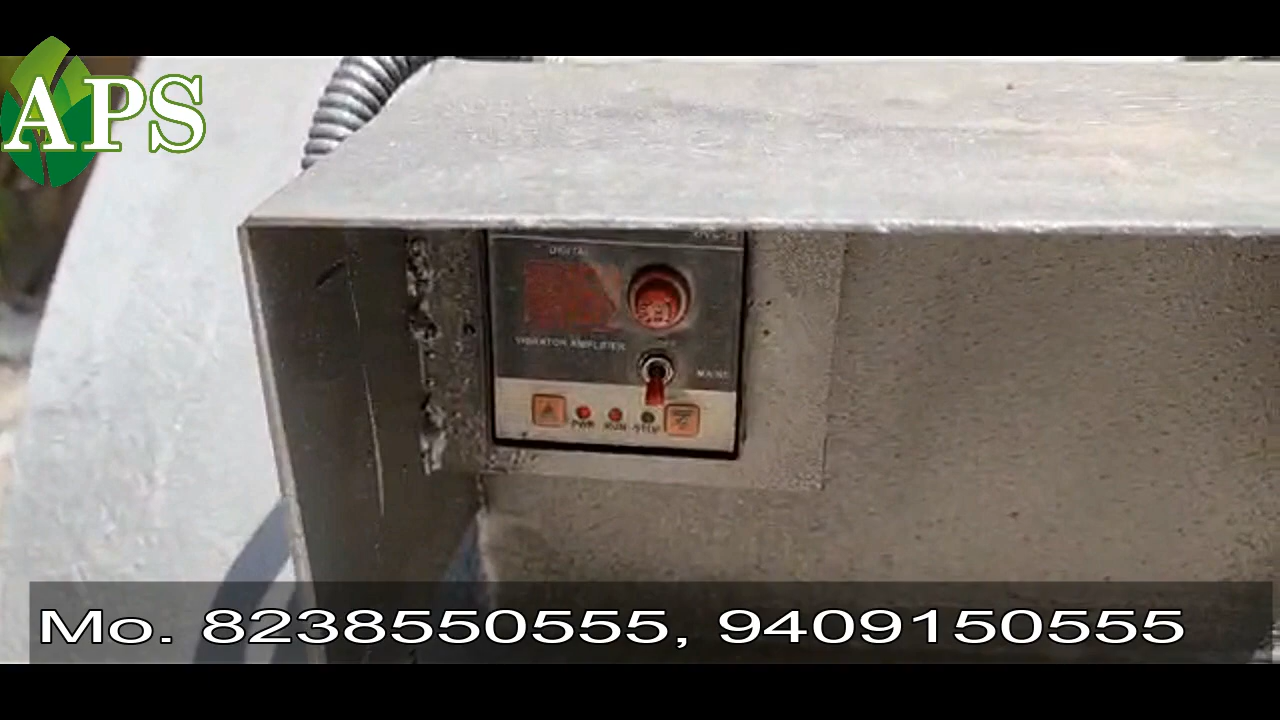 APS
DIGITAL
VIBRATOR AMPLIFIER
MAINS
PWR RUN STOP
Mo. 8238550555, 9409150555